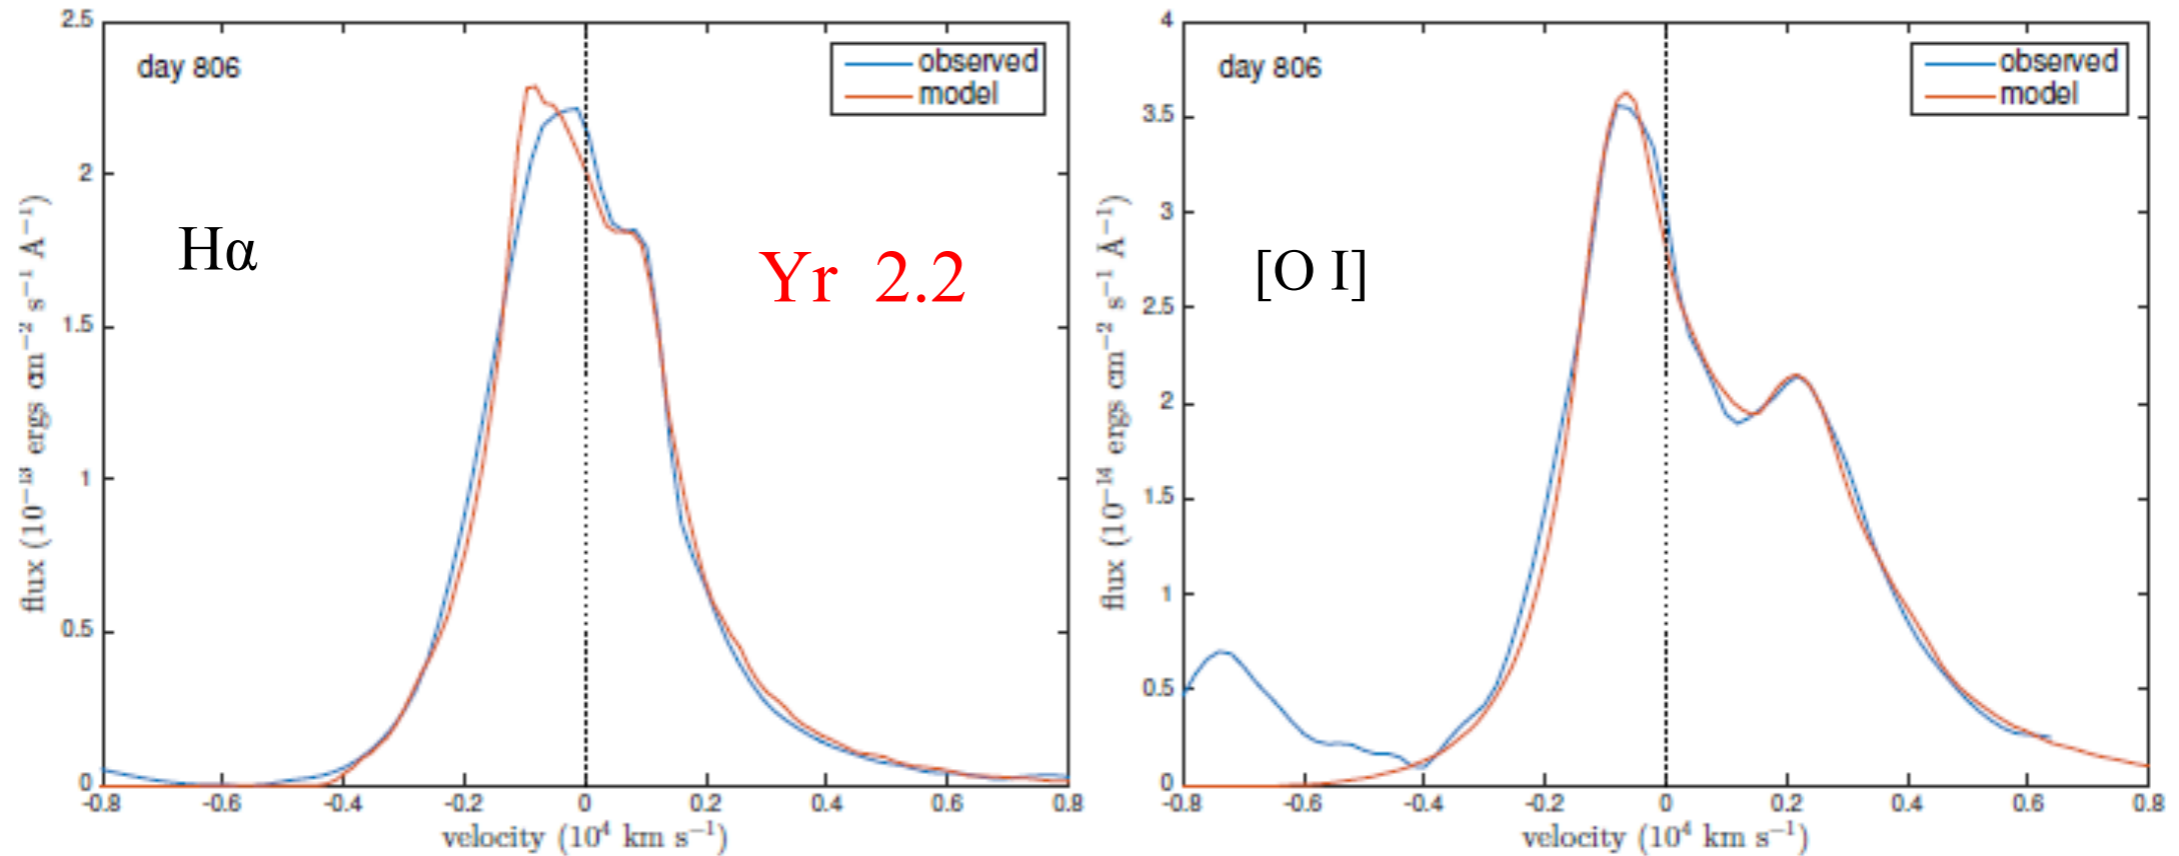 day 806
observed
model
Hα
Yr 2.2
flux (10⁻¹³ ergs cm⁻² s⁻¹ Å⁻¹)
2.5
2
1.5
1
0.5
0
-0.8 -0.6 -0.4 -0.2 0 0.2 0.4 0.6 0.8
velocity (10⁴ km s⁻¹)
day 806
observed
model
[O I]
flux (10⁻¹⁴ ergs cm⁻² s⁻¹ Å⁻¹)
4
3.5
3
2.5
2
1.5
1
0.5
0
-0.8 -0.6 -0.4 -0.2 0 0.2 0.4 0.6 0.8
velocity (10⁴ km s⁻¹)